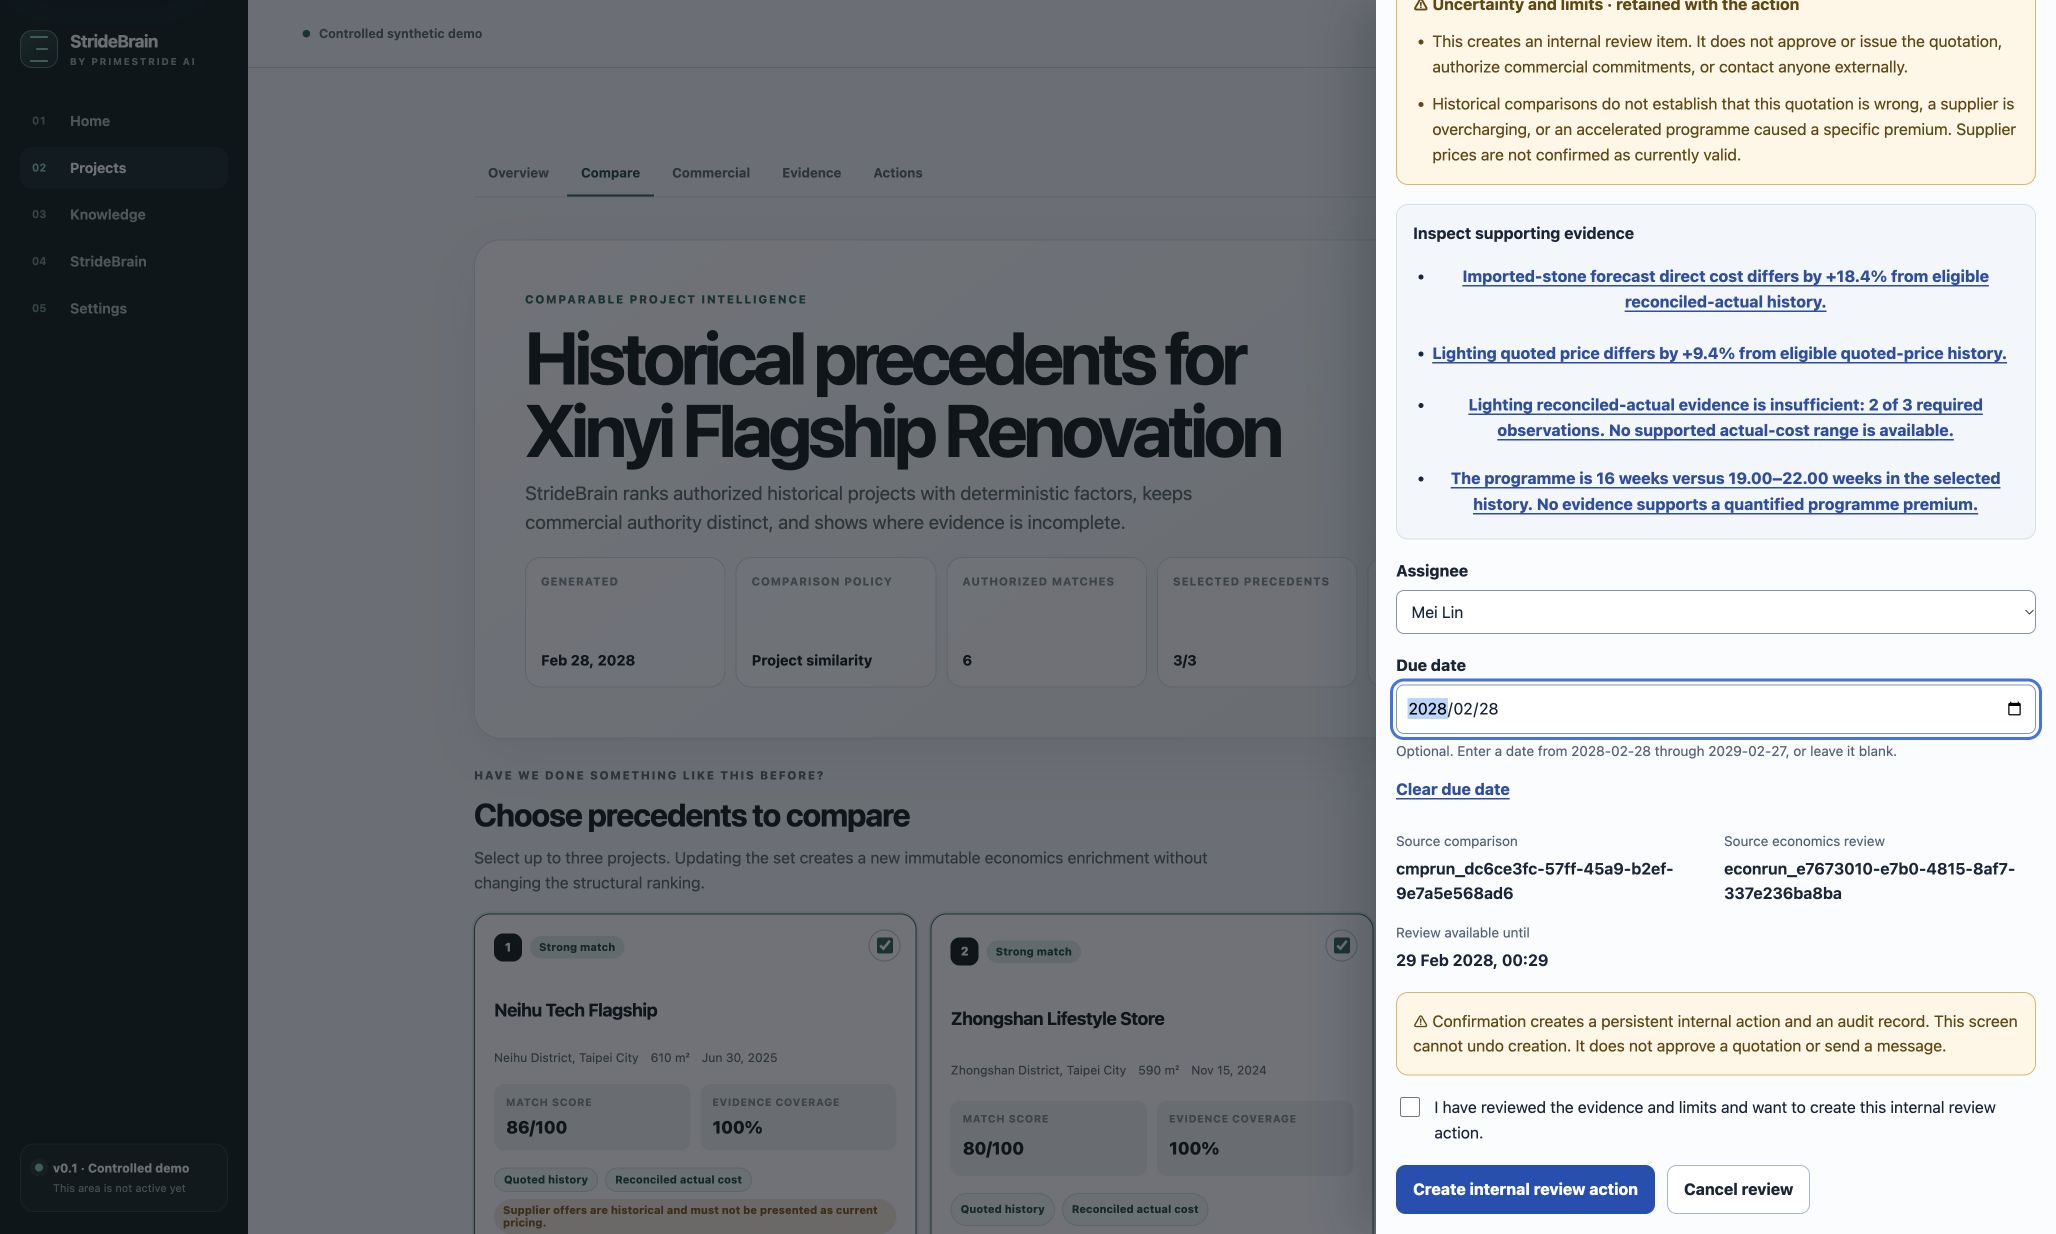 StrideBrain
BY PRIMESTRIDE AI
01 Home
02 Projects
03 Knowledge
04 StrideBrain
05 Settings
v0.1 · Controlled demo
This area is not active yet
Controlled synthetic demo
Overview
Compare
Commercial
Evidence
Actions
COMPARABLE PROJECT INTELLIGENCE
Historical precedents for
Xinyi Flagship Renovation
StrideBrain ranks authorized historical projects with deterministic factors, keeps
commercial authority distinct, and shows where evidence is incomplete.
GENERATED
Feb 28, 2028
COMPARISON POLICY
Project similarity
AUTHORIZED MATCHES
6
SELECTED PRECEDENTS
3/3
HAVE WE DONE SOMETHING LIKE THIS BEFORE?
Choose precedents to compare
Select up to three projects. Updating the set creates a new immutable economics enrichment without
changing the structural ranking.
1 Strong match
Neihu Tech Flagship
Neihu District, Taipei City 610 m² Jun 30, 2025
MATCH SCORE
86/100
EVIDENCE COVERAGE
100%
Quoted history
Reconciled actual cost
Supplier offers are historical and must not be presented as current
pricing.
2 Strong match
Zhongshan Lifestyle Store
Zhongshan District, Taipei City 590 m² Nov 15, 2024
MATCH SCORE
80/100
EVIDENCE COVERAGE
100%
Quoted history
Reconciled actual cost
⚠ Uncertainty and limits · retained with the action
• This creates an internal review item. It does not approve or issue the quotation,
authorize commercial commitments, or contact anyone externally.
• Historical comparisons do not establish that this quotation is wrong, a supplier is
overcharging, or an accelerated programme caused a specific premium. Supplier
prices are not confirmed as currently valid.
Inspect supporting evidence
• Imported-stone forecast direct cost differs by +18.4% from eligible
reconciled-actual history.
• Lighting quoted price differs by +9.4% from eligible quoted-price history.
• Lighting reconciled-actual evidence is insufficient: 2 of 3 required
observations. No supported actual-cost range is available.
• The programme is 16 weeks versus 19.00–22.00 weeks in the selected
history. No evidence supports a quantified programme premium.
Assignee
Mei Lin
Due date
2028/02/28
Optional. Enter a date from 2028-02-28 through 2029-02-27, or leave it blank.
Clear due date
Source comparison
cmprun_dc6ce3fc-57ff-45a9-b2ef-
9e7a5e568ad6
Source economics review
econrun_e7673010-e7b0-4815-8af7-
337e236ba8ba
Review available until
29 Feb 2028, 00:29
⚠ Confirmation creates a persistent internal action and an audit record. This screen
cannot undo creation. It does not approve a quotation or send a message.
I have reviewed the evidence and limits and want to create this internal review
action.
Create internal review action
Cancel review